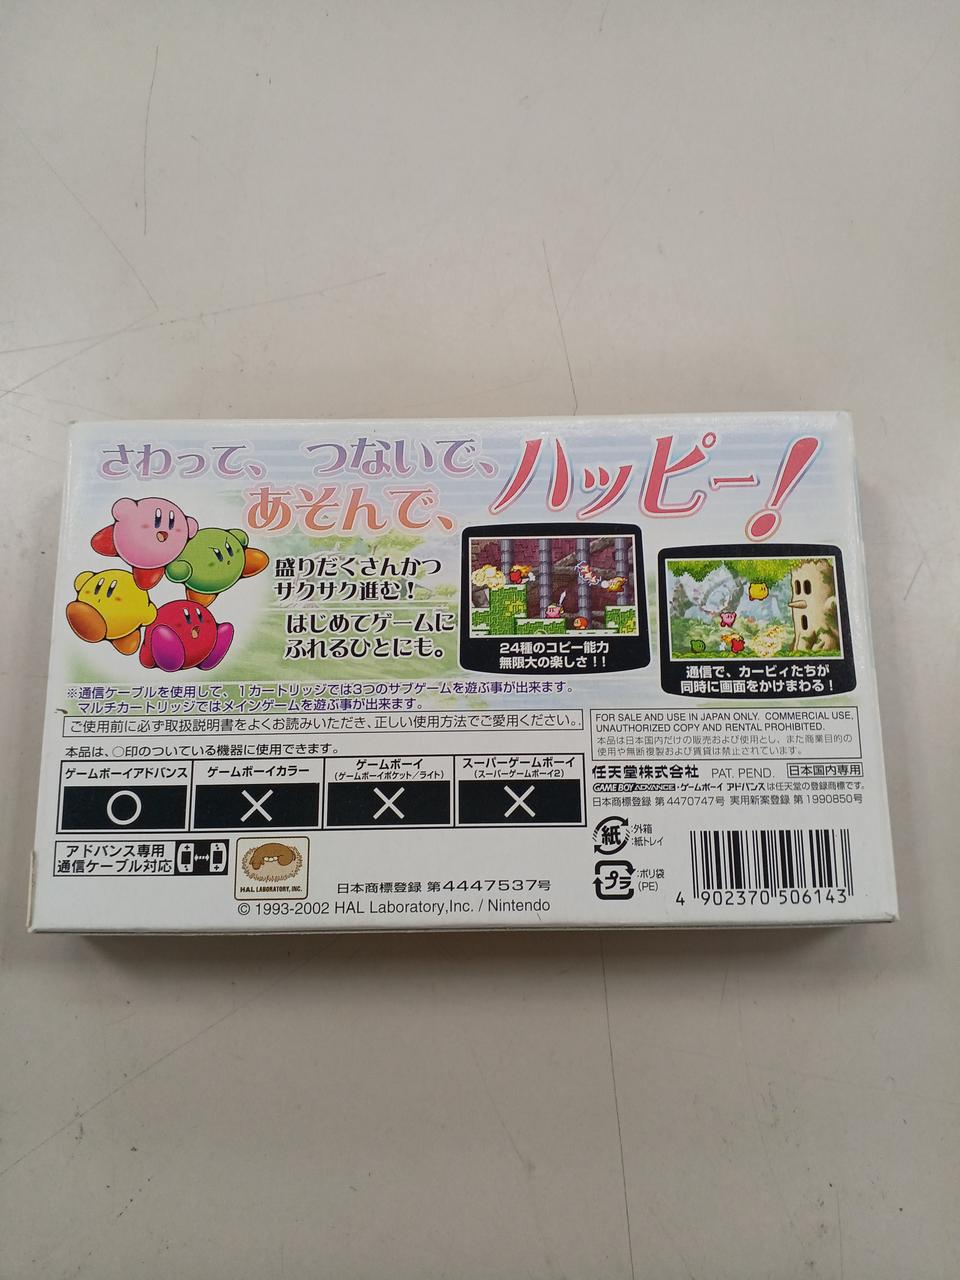 さわって、つないで、
あそんで、
ハッピー!
盛りだくさんかつ
サクサク進む!
はじめてゲームに
ふれるひとにも。
24種のコピー能力
無限大の楽しさ!!
通信で、カービィたちが
同時に画面をかけまわる!
※通信ケーブルを使用して、1カートリッジでは3つのサブゲームを遊ぶ事が出来ます。
マルチカートリッジではメインゲームを遊ぶ事が出来ます。
ご使用前に必ず取扱説明書をよくお読みいただき、正しい使用方法でご愛用ください。
本品は、○印のついている機器に使用できます。
ゲームボーイアドバンス
○
ゲームボーイカラー
×
ゲームボーイ
(ゲームボーイポケット/ライト)
×
スーパーゲームボーイ
(スーパーゲームボーイ2)
×
アドバンス専用
通信ケーブル対応
HAL LABORATORY, INC.
日本商標登録 第4447537号
© 1993-2002 HAL Laboratory,Inc. / Nintendo
FOR SALE AND USE IN JAPAN ONLY. COMMERCIAL USE,
UNAUTHORIZED COPY AND RENTAL PROHIBITED.
本品は日本国内だけの販売および使用とし、また商業目的の
使用や無断複製および賃貸は禁止されています。
任天堂株式会社 PAT. PEND. 日本国内専用
GAME BOY ADVANCE・ゲームボーイ アドバンスは任天堂の登録商標です。
日本商標登録 第4470747号 実用新案登録 第1990850号
紙 :外箱
:紙トレイ
プラ :ポリ袋
(PE)
4 902370 506143